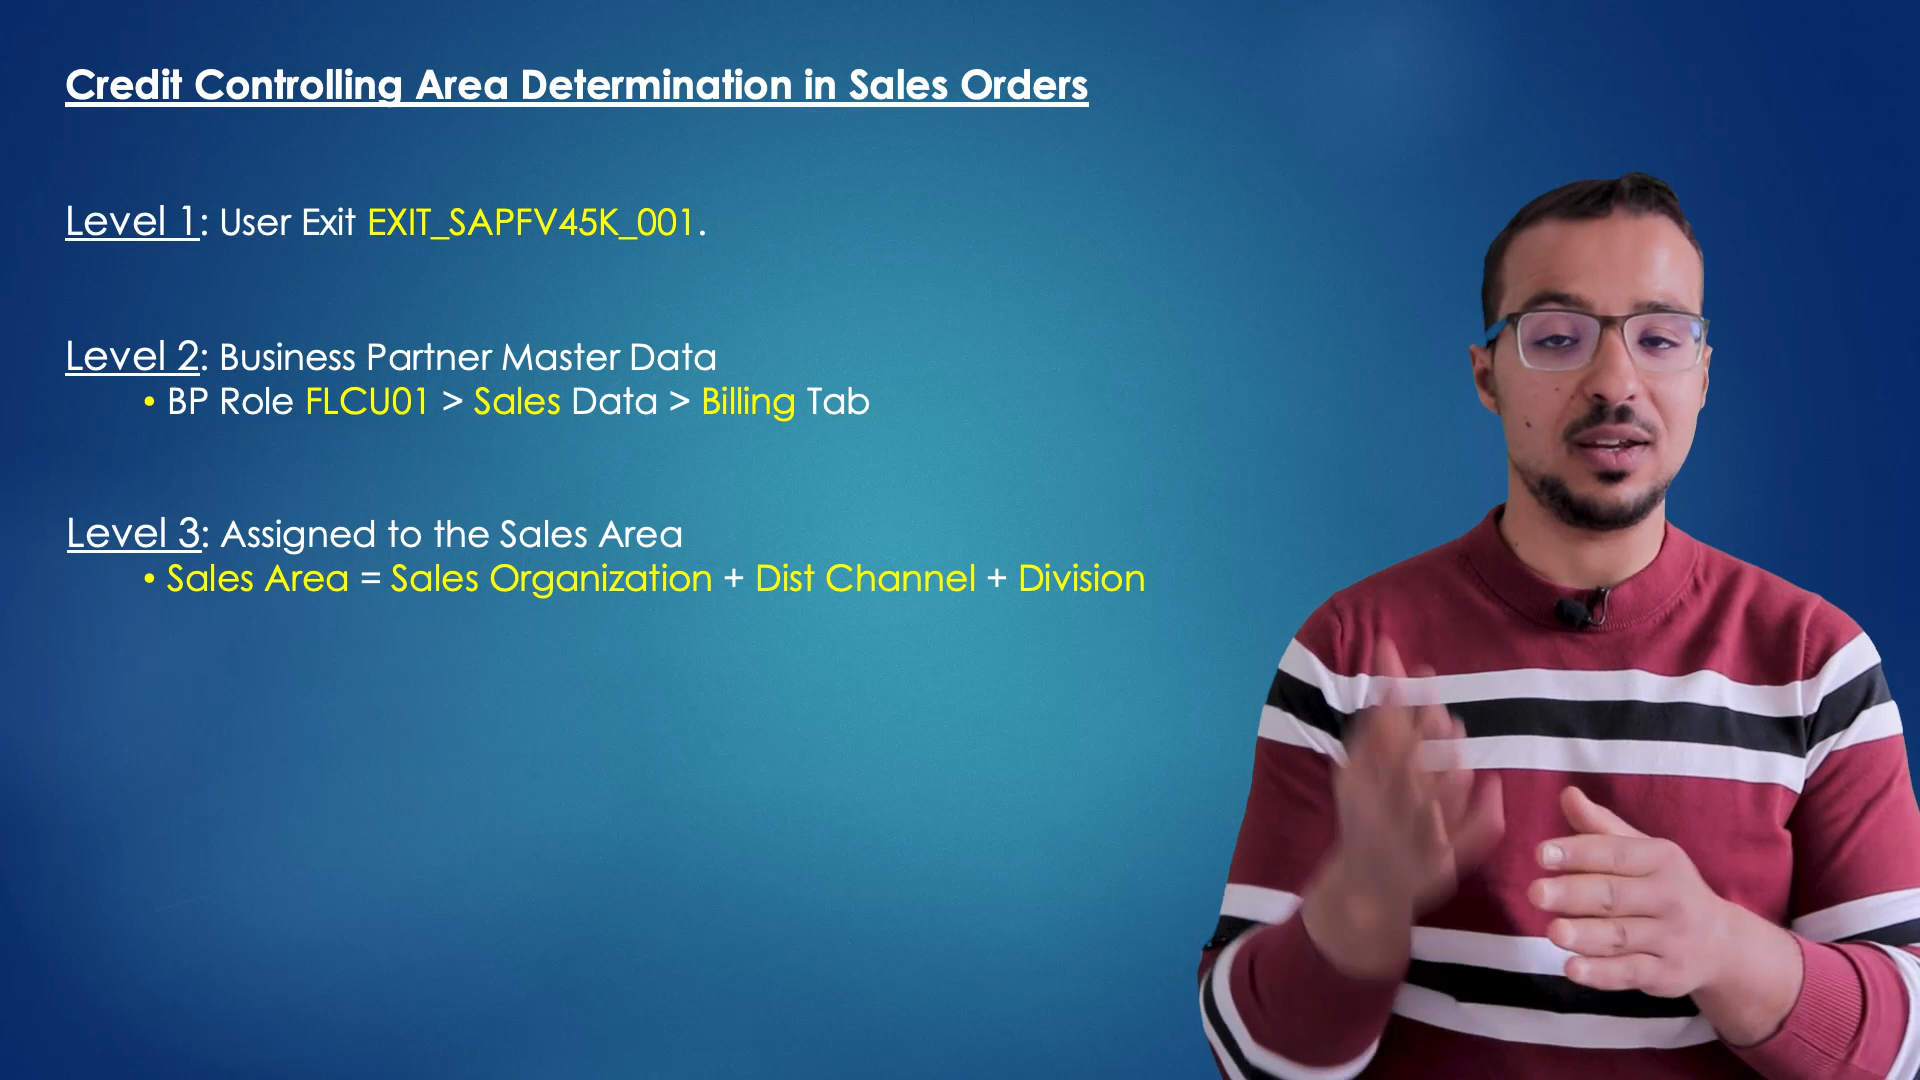 Credit Controlling Area Determination in Sales Orders
Level 1: User Exit EXIT_SAPFV45K_001.
Level 2: Business Partner Master Data
• BP Role FLCU01 > Sales Data > Billing Tab
Level 3: Assigned to the Sales Area
• Sales Area = Sales Organization + Dist Channel + Division